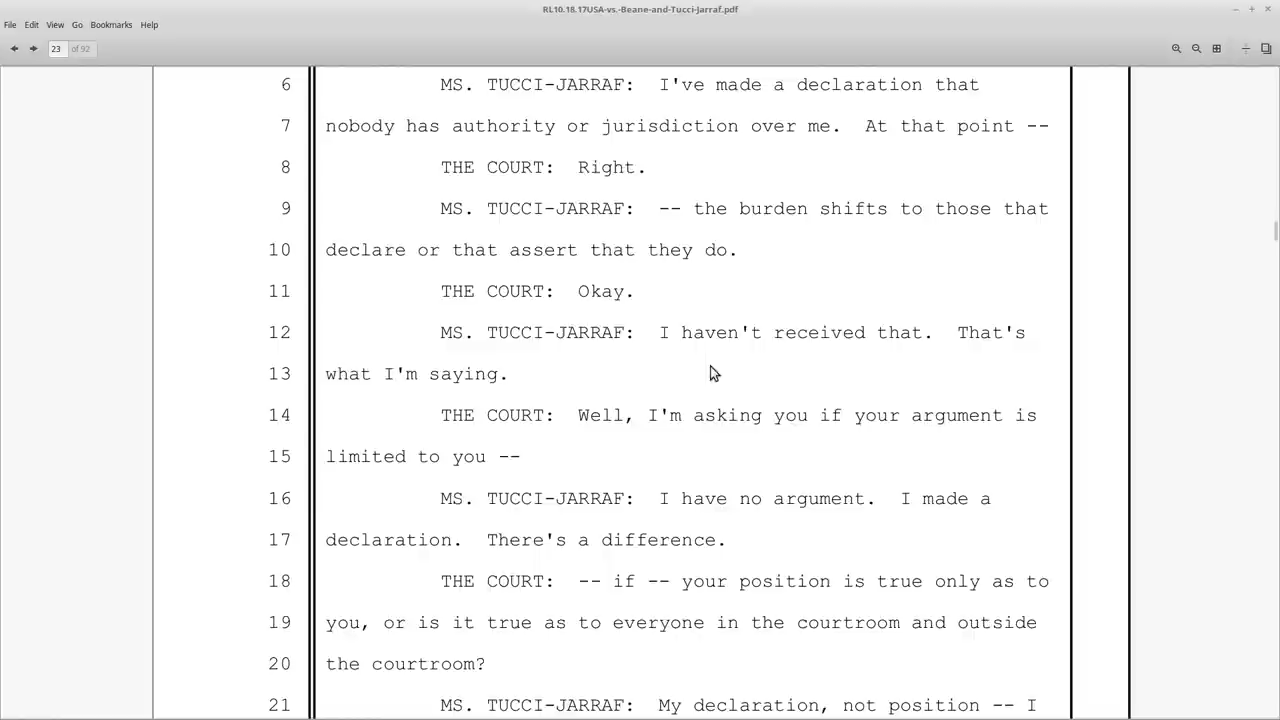 RL10.18.17USA-vs.-Beane-and-Tucci-Jarraf.pdf
File Edit View Go Bookmarks Help
23 of 92
6 MS. TUCCI-JARRAF: I've made a declaration that
7 nobody has authority or jurisdiction over me. At that point --
8 THE COURT: Right.
9 MS. TUCCI-JARRAF: -- the burden shifts to those that
10 declare or that assert that they do.
11 THE COURT: Okay.
12 MS. TUCCI-JARRAF: I haven't received that. That's
13 what I'm saying.
14 THE COURT: Well, I'm asking you if your argument is
15 limited to you --
16 MS. TUCCI-JARRAF: I have no argument. I made a
17 declaration. There's a difference.
18 THE COURT: -- if -- your position is true only as to
19 you, or is it true as to everyone in the courtroom and outside
20 the courtroom?
21 MS. TUCCI-JARRAF: My declaration, not position -- I